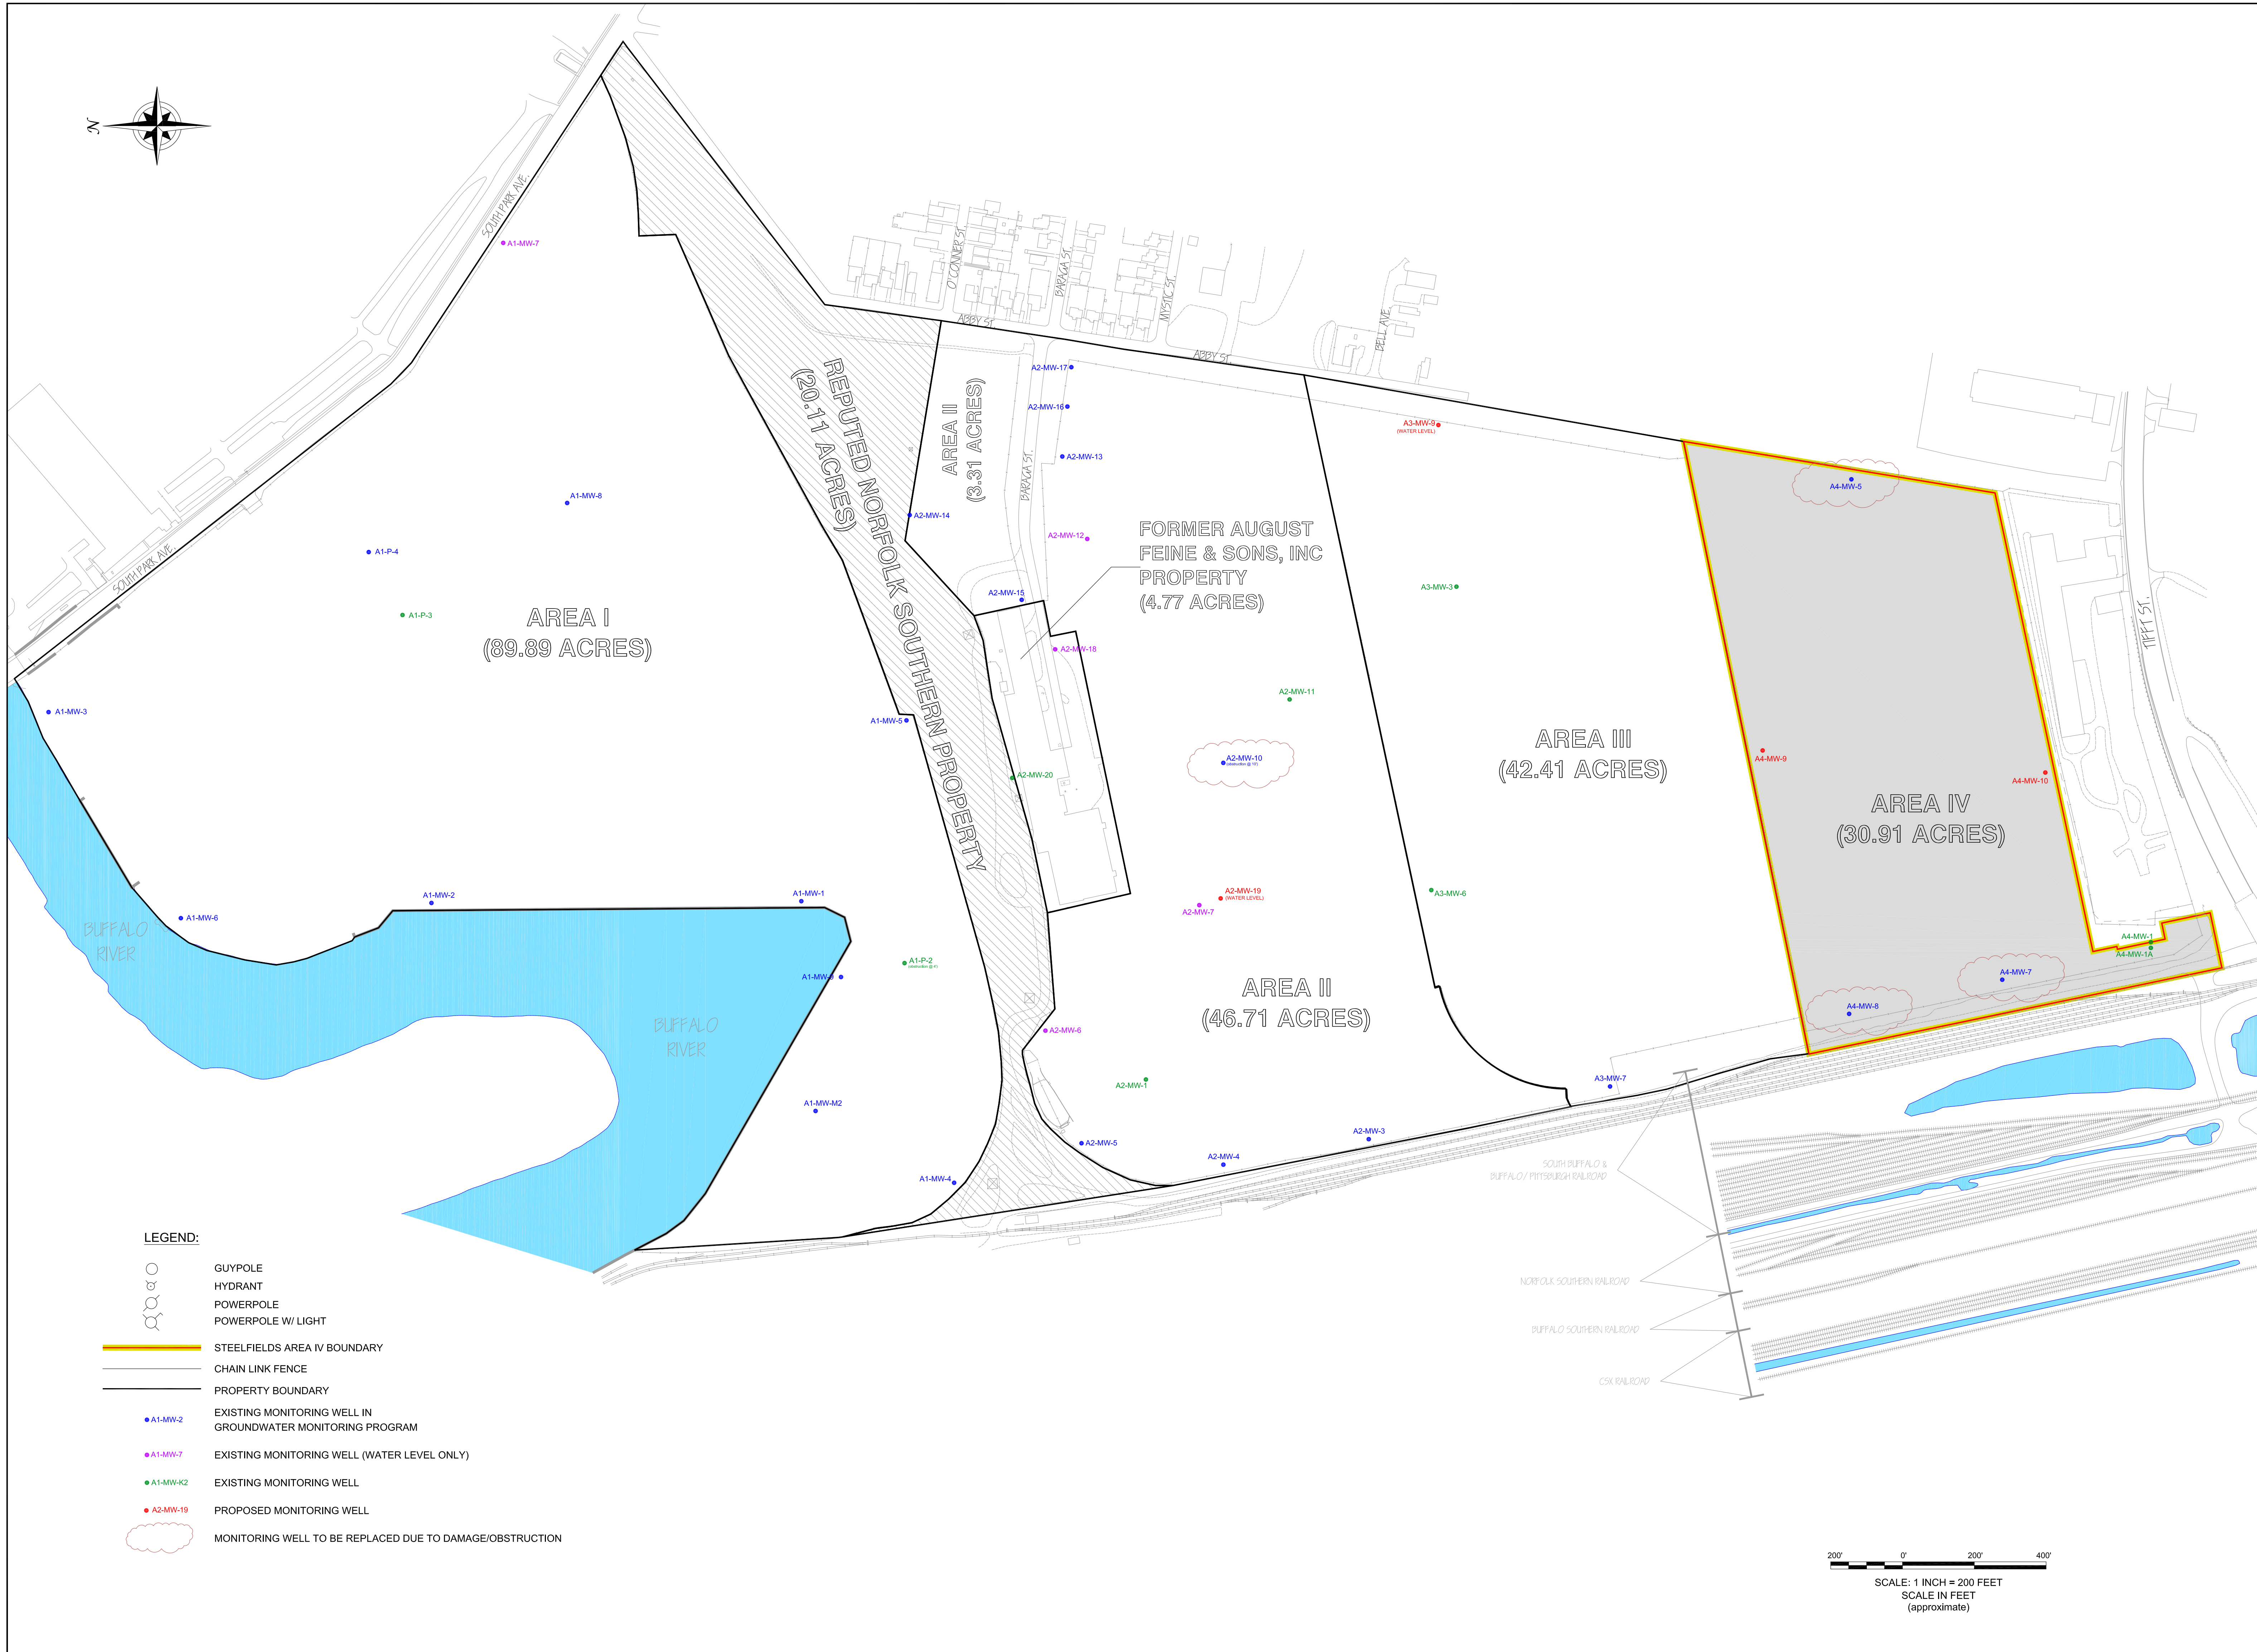 N
SOUTH PARK AVE.
A1-MW-7
O'CONNER ST.
BARAGA ST.
MYSTIC ST.
ABBY ST.
ABBY ST.
BELL AVE.
A2-MW-17
A2-MW-16
A2-MW-13
A3-MW-9
(WATER LEVEL)
AREA II
(3.31 ACRES)
BARAGA ST.
REPUTED NORFOLK SOUTHERN PROPERTY
(20.11 ACRES)
A4-MW-5
A1-MW-8
A2-MW-14
A2-MW-12
FORMER AUGUST
FEINE & SONS, INC
PROPERTY
(4.77 ACRES)
A1-P-4
SOUTH PARK AVE.
A1-P-3
AREA I
(89.89 ACRES)
A2-MW-15
A3-MW-3
TIFFT ST.
A2-MW-18
A2-MW-11
A1-MW-3
A1-MW-5
A2-MW-10
(obstruction @ 10')
A2-MW-20
AREA III
(42.41 ACRES)
A4-MW-9
A4-MW-10
AREA IV
(30.91 ACRES)
A1-MW-2
A1-MW-1
A2-MW-19
(WATER LEVEL)
A2-MW-7
A3-MW-6
A1-MW-6
BUFFALO
RIVER
A4-MW-1
A4-MW-1A
A1-P-2
A1-MW-9
A4-MW-7
AREA II
(46.71 ACRES)
A4-MW-8
BUFFALO
RIVER
A2-MW-6
A2-MW-1
A3-MW-7
A1-MW-M2
A2-MW-5
A2-MW-3
A2-MW-4
A1-MW-4
SOUTH BUFFALO &
BUFFALO/ PITTSBURGH RAILROAD
NORFOLK SOUTHERN RAILROAD
BUFFALO SOUTHERN RAILROAD
CSX RAILROAD
LEGEND:
GUYPOLE
HYDRANT
POWERPOLE
POWERPOLE W/ LIGHT
STEELFIELDS AREA IV BOUNDARY
CHAIN LINK FENCE
PROPERTY BOUNDARY
A1-MW-2 EXISTING MONITORING WELL IN
GROUNDWATER MONITORING PROGRAM
A1-MW-7 EXISTING MONITORING WELL (WATER LEVEL ONLY)
A1-MW-K2 EXISTING MONITORING WELL
A2-MW-19 PROPOSED MONITORING WELL
MONITORING WELL TO BE REPLACED DUE TO DAMAGE/OBSTRUCTION
200' 0' 200' 400'
SCALE: 1 INCH = 200 FEET
SCALE IN FEET
(approximate)